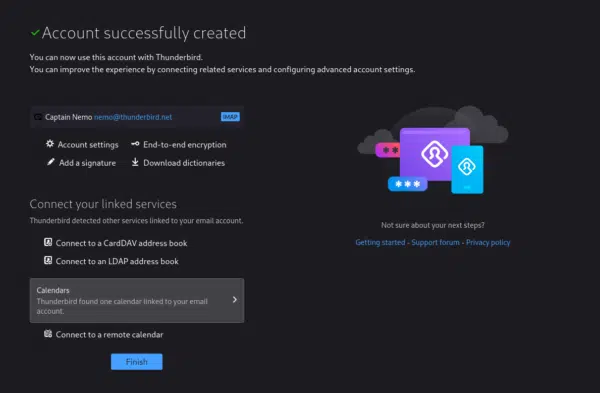 Account successfully created
You can now use this account with Thunderbird.
You can improve the experience by connecting related services and configuring advanced account settings.
Captain Nemo nemo@thunderbird.net IMAP
Account settings End-to-end encryption
Add a signature Download dictionaries
Connect your linked services
Thunderbird detected other services linked to your email account.
Connect to a CardDAV address book
Connect to an LDAP address book
Calendars
Thunderbird found one calendar linked to your email
account.
Connect to a remote calendar
Finish
***
***
Not sure about your next steps?
Getting started - Support forum - Privacy policy